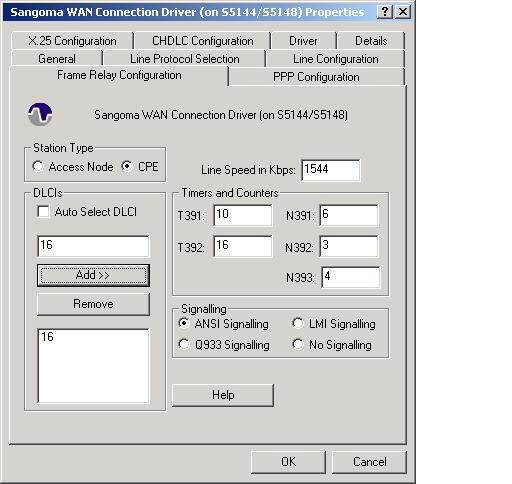 Sangoma WAN Connection Driver (on S5144/S5148) Properties
X.25 Configuration CHDLC Configuration Driver Details
General Line Protocol Selection Line Configuration
Frame Relay Configuration PPP Configuration
Sangoma WAN Connection Driver (on S5144/S5148)
Station Type
Access Node CPE
Line Speed in Kbps: 1544
DLCIs
Auto Select DLCI
16
Add >>
Remove
16
Timers and Counters
T391: 10 N391: 6
T392: 16 N392: 3
N393: 4
Signalling
ANSI Signalling LMI Signalling
Q933 Signalling No Signalling
Help
OK Cancel